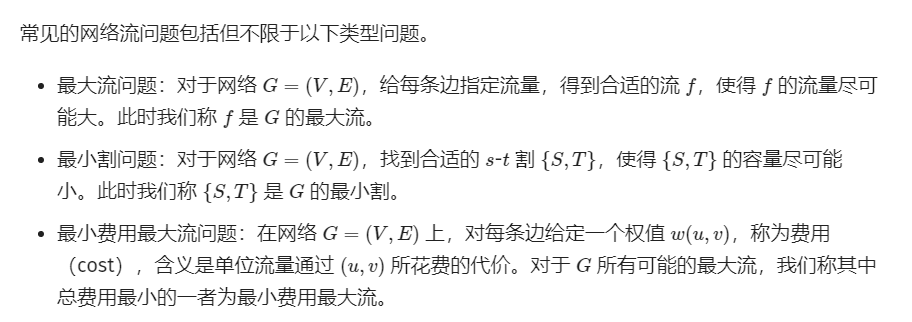 常见的网络流问题包括但不限于以下类型问题。
• 最大流问题：对于网络 G = (V, E)，给每条边指定流量，得到合适的流 f，使得 f 的流量尽可
能大。此时我们称 f 是 G 的最大流。
• 最小割问题：对于网络 G = (V, E)，找到合适的 s-t 割 {S, T}，使得 {S, T} 的容量尽可能
小。此时我们称 {S, T} 是 G 的最小割。
• 最小费用最大流问题：在网络 G = (V, E) 上，对每条边给定一个权值 w(u, v)，称为费用
（cost），含义是单位流量通过 (u, v) 所花费的代价。对于 G 所有可能的最大流，我们称其中
总费用最小的一者为最小费用最大流。